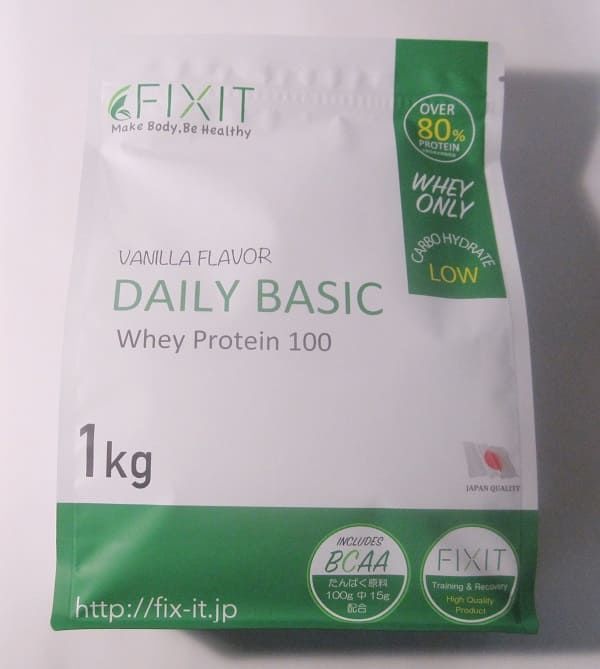 FIXIT
Make Body, Be Healthy
OVER
80%
PROTEIN
WHEY
ONLY
CARBO HYDRATE
LOW
VANILLA FLAVOR
DAILY BASIC
Whey Protein 100
1kg
JAPAN QUALITY
INCLUDES
BCAA
たんぱく原料
100g 中 15g
配合
FIXIT
Training & Recovery
High Quality
Product
http://fix-it.jp